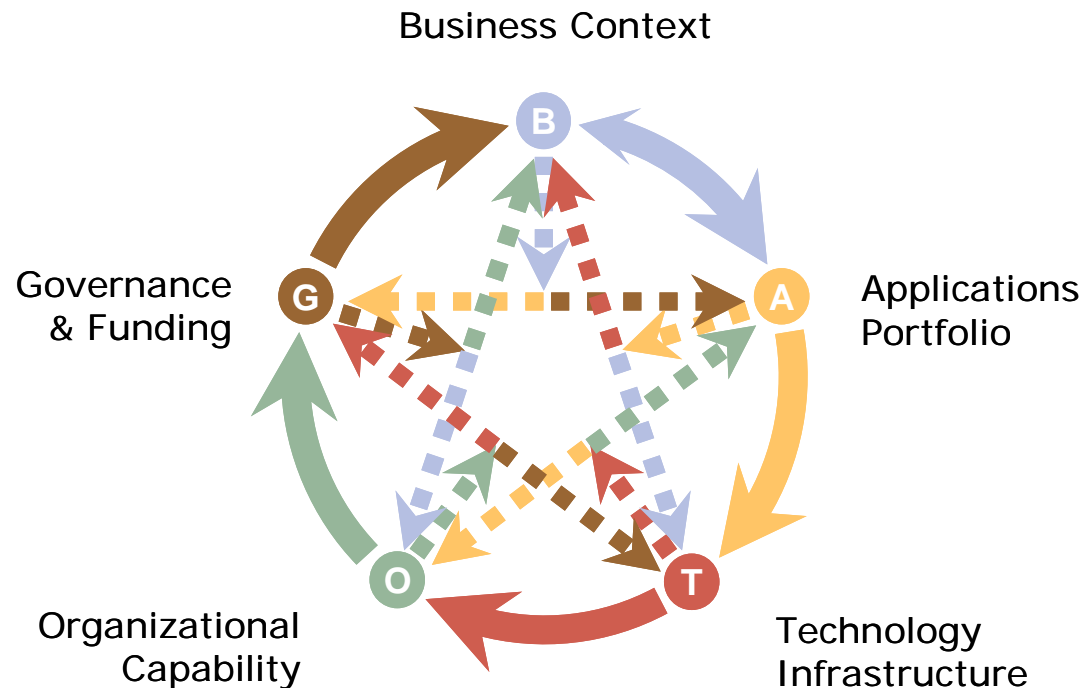 Business Context
B
Governance
& Funding
G
A
Applications
Portfolio
O
T
Organizational
Capability
Technology
Infrastructure